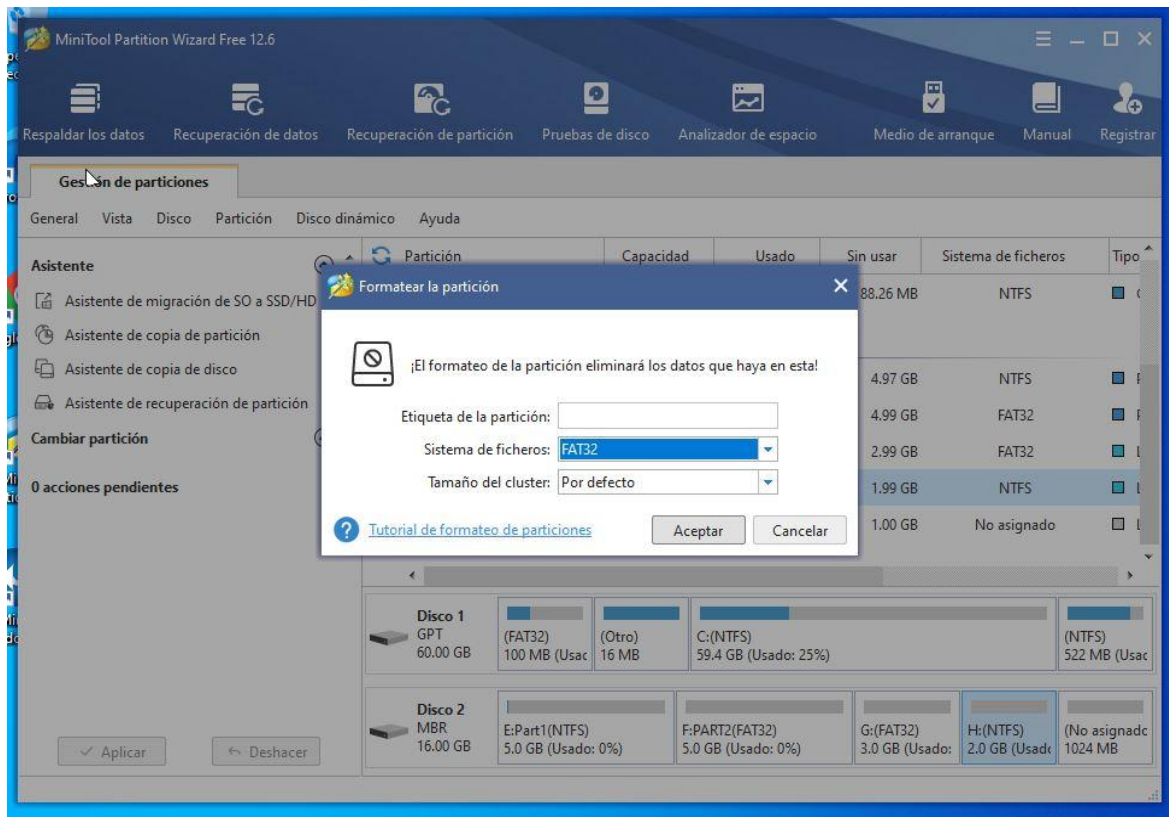 MiniTool Partition Wizard Free 12.6
Respaldar los datos Recuperación de datos Recuperación de partición Pruebas de disco Analizador de espacio Medio de arranque Manual Registrar
Gestión de particiones
General Vista Disco Partición Disco dinámico Ayuda
Asistente
Asistente de migración de SO a SSD/HD
Asistente de copia de partición
Asistente de copia de disco
Asistente de recuperación de partición
Cambiar partición
0 acciones pendientes
Partición Capacidad Usado Sin usar Sistema de ficheros Tipo
88.26 MB NTFS
4.97 GB NTFS
4.99 GB FAT32
2.99 GB FAT32
1.99 GB NTFS
1.00 GB No asignado
Formatear la partición
¡El formateo de la partición eliminará los datos que haya en esta!
Etiqueta de la partición:
Sistema de ficheros: FAT32
Tamaño del cluster: Por defecto
Tutorial de formateo de particiones Aceptar Cancelar
Disco 1
GPT
60.00 GB
(FAT32)
100 MB (Usac
(Otro)
16 MB
C:(NTFS)
59.4 GB (Usado: 25%)
(NTFS)
522 MB (Usac
Disco 2
MBR
16.00 GB
E:Part1(NTFS)
5.0 GB (Usado: 0%)
F:PART2(FAT32)
5.0 GB (Usado: 0%)
G:(FAT32)
3.0 GB (Usado:
H:(NTFS)
2.0 GB (Usado
(No asignado
1024 MB
Aplicar Deshacer